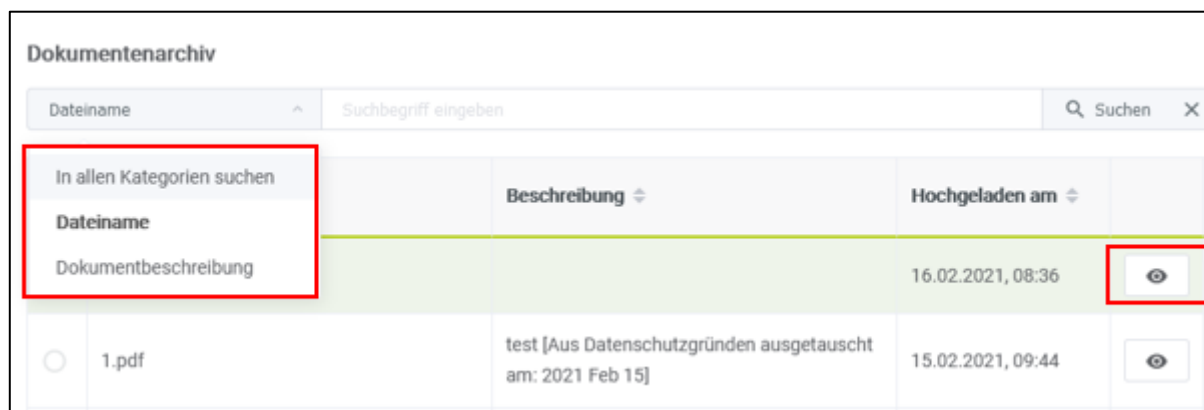 Dokumentenarchiv
Dateiname
Suchbegriff eingeben
Suchen
In allen Kategorien suchen
Dateiname
Dokumentbeschreibung
Beschreibung
Hochgeladen am
16.02.2021, 08:36
1.pdf
test [Aus Datenschutzgründen ausgetauscht
am: 2021 Feb 15]
15.02.2021, 09:44